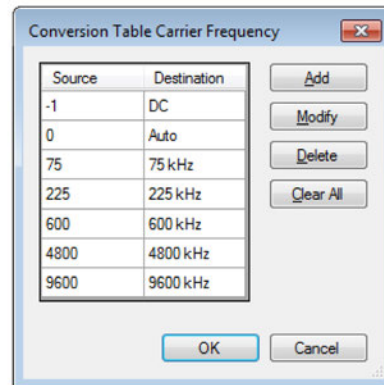 Conversion Table Carrier Frequency
Source Destination
-1 DC
0 Auto
75 75 kHz
225 225 kHz
600 600 kHz
4800 4800 kHz
9600 9600 kHz
Add
Modify
Delete
Clear All
OK Cancel